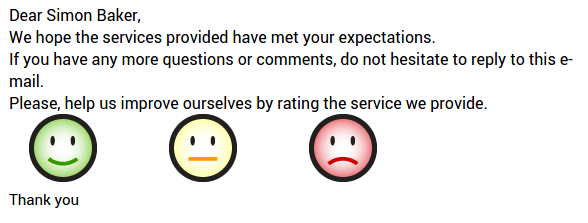 Dear Simon Baker,
We hope the services provided have met your expectations.
If you have any more questions or comments, do not hesitate to reply to this e-
mail.
Please, help us improve ourselves by rating the service we provide.
Thank you